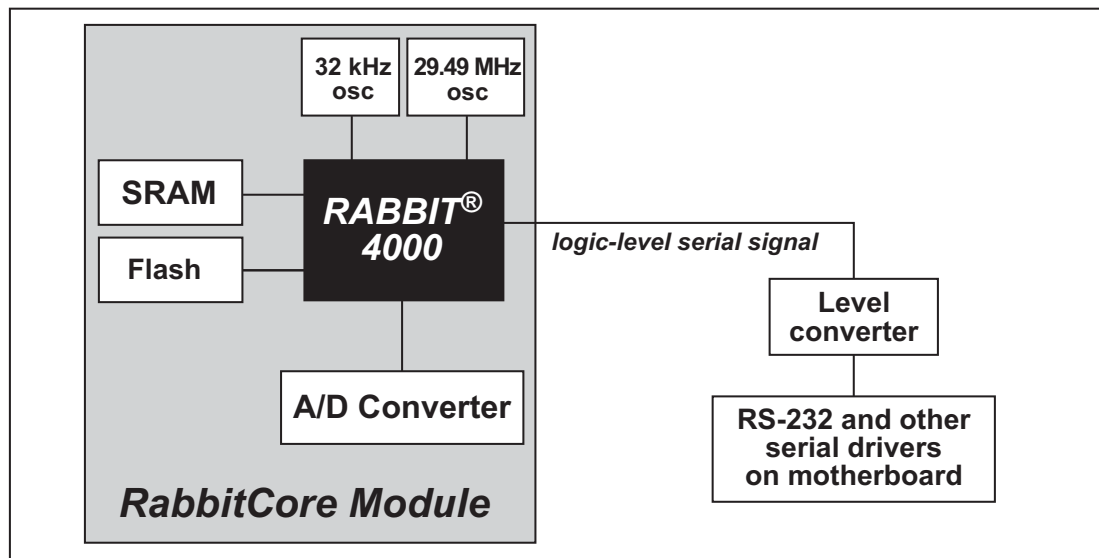 32 kHz
osc
29.49 MHz
osc
SRAM
RABBIT®
4000
logic-level serial signal
Flash
Level
converter
A/D Converter
RS-232 and other
serial drivers
on motherboard
RabbitCore Module